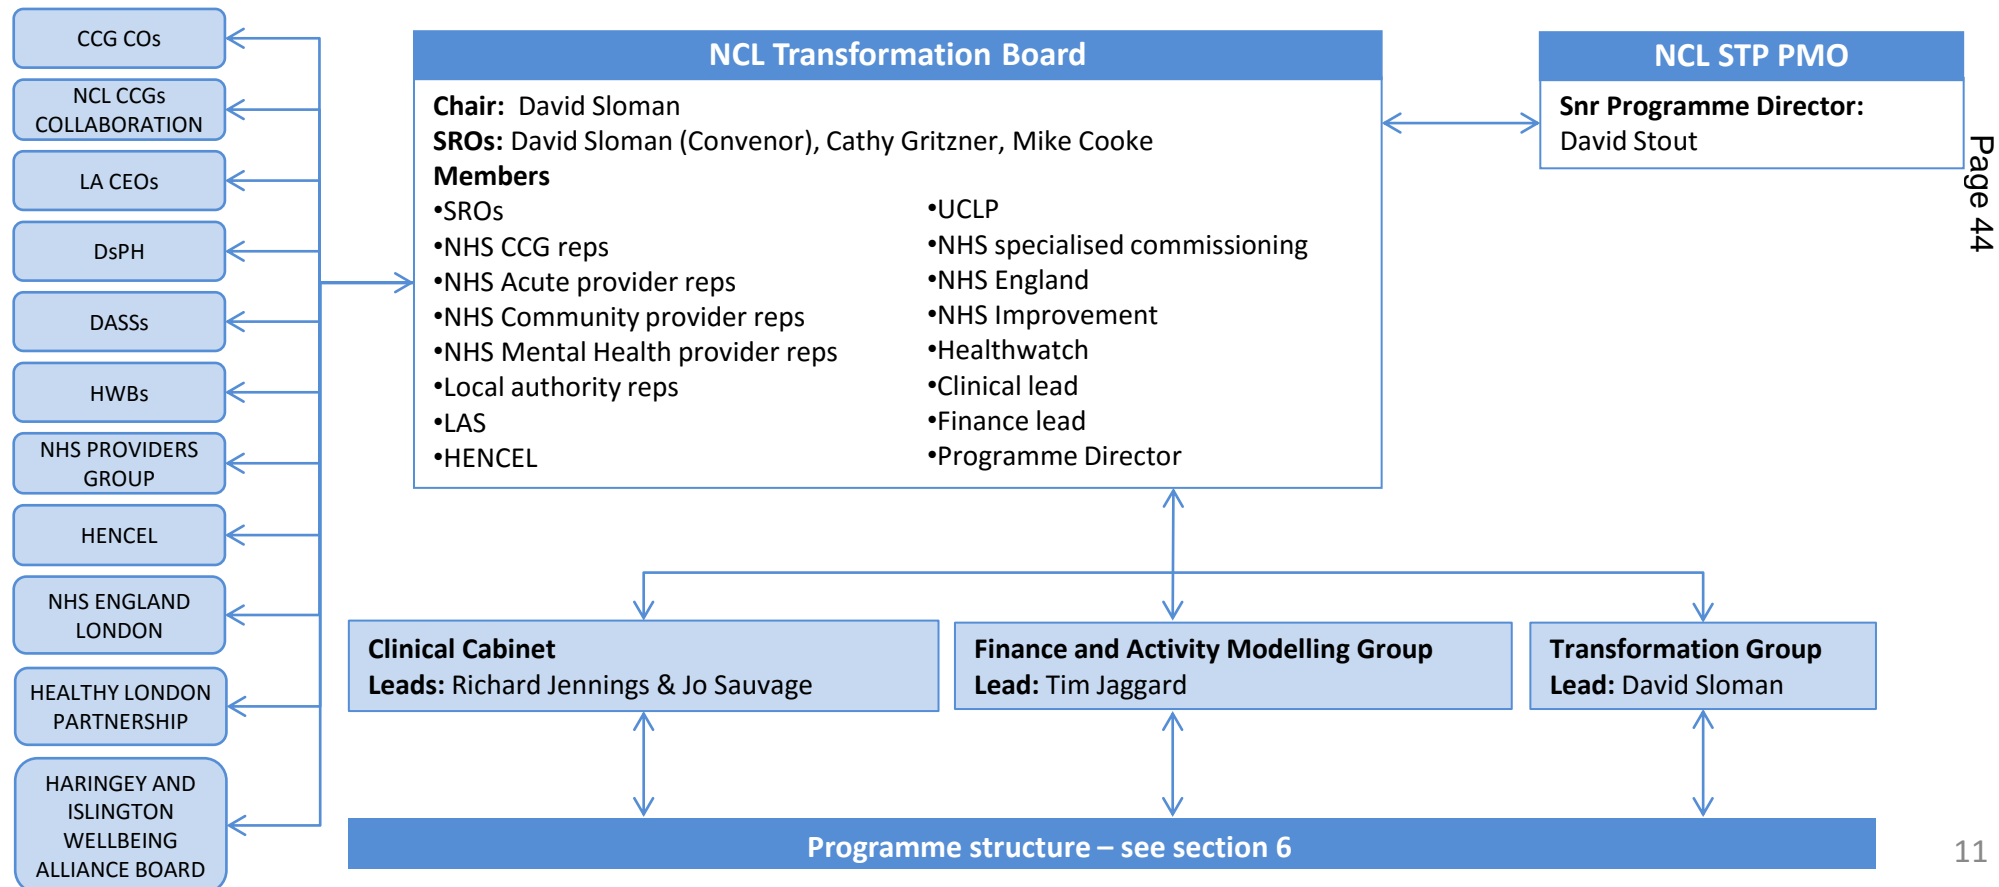 CCG COs
NCL CCGs
COLLABORATION
LA CEOs
DsPH
DASSs
HWBs
NHS PROVIDERS
GROUP
HENCEL
NHS ENGLAND
LONDON
HEALTHY LONDON
PARTNERSHIP
HARINGEY AND
ISLINGTON
WELLBEING
ALLIANCE BOARD
NCL Transformation Board
Chair: David Sloman
SROs: David Sloman (Convenor), Cathy Gritzner, Mike Cooke
Members
•SROs
•NHS CCG reps
•NHS Acute provider reps
•NHS Community provider reps
•NHS Mental Health provider reps
•Local authority reps
•LAS
•HENCEL
•UCLP
•NHS specialised commissioning
•NHS England
•NHS Improvement
•Healthwatch
•Clinical lead
•Finance lead
•Programme Director
NCL STP PMO
Snr Programme Director:
David Stout
Page 44
Clinical Cabinet
Leads: Richard Jennings & Jo Sauvage
Finance and Activity Modelling Group
Lead: Tim Jaggard
Transformation Group
Lead: David Sloman
Programme structure – see section 6
11